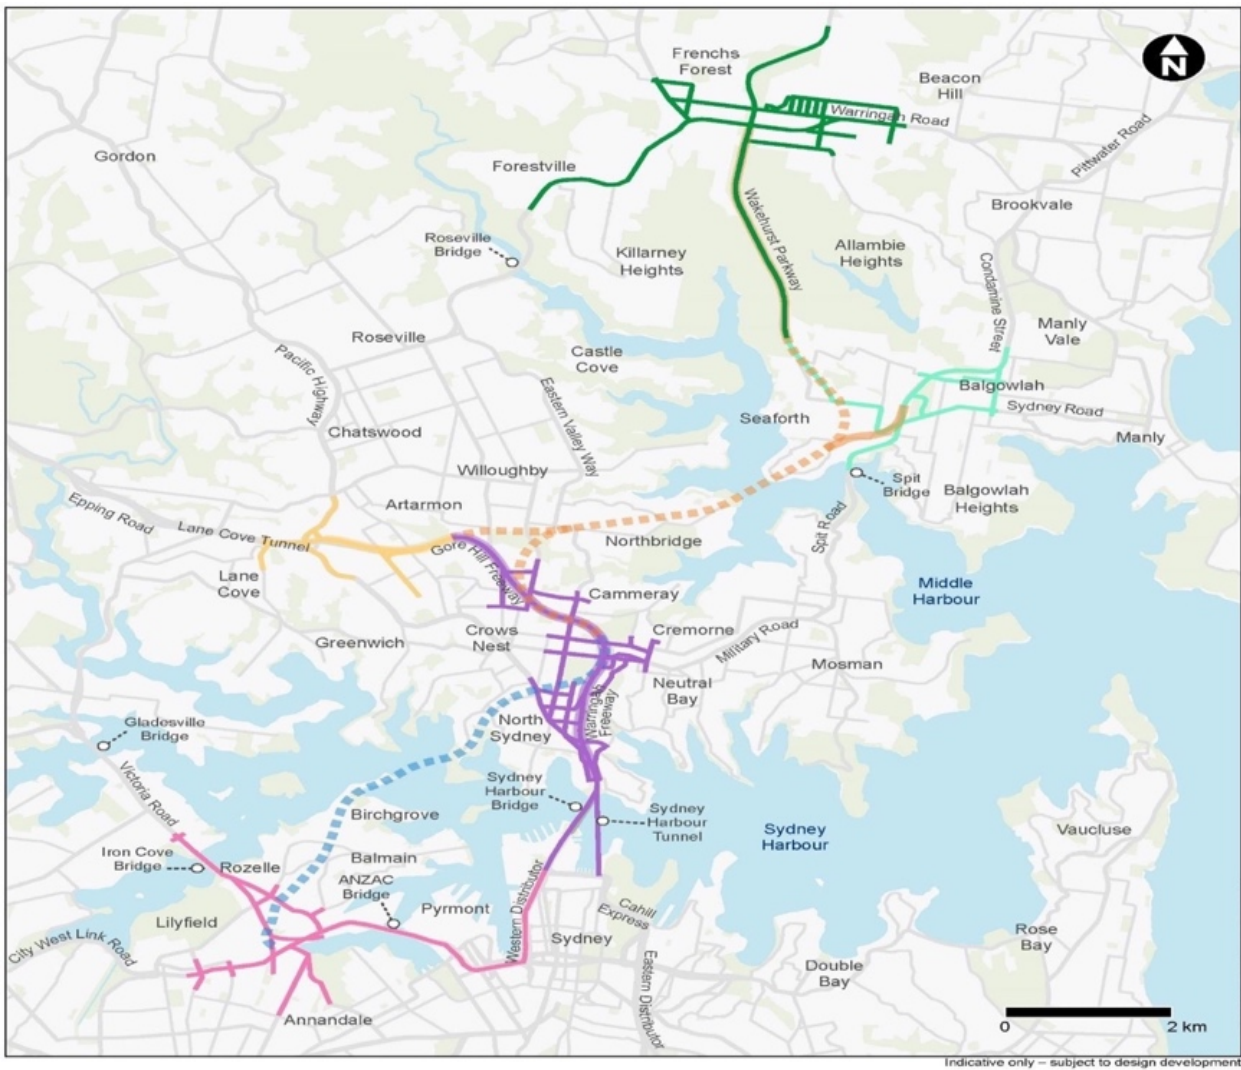 Frenchs
Forest
N
Beacon
Hill
Warringah Road
Pittwater Road
Gordon
Forestville
Brookvale
Wakehurst Parkway
Roseville
Bridge
Killarney
Heights
Allambie
Heights
Condamine Street
Manly
Vale
Roseville
Castle
Cove
Pacific Highway
Eastern Valley Way
Balgowlah
Sydney Road
Seaforth
Chatswood
Manly
Willoughby
Spit
Bridge
Balgowlah
Heights
Artarmon
Epping Road
Lane Cove Tunnel
Gore Hill Freeway
Northbridge
Spit Road
Lane
Cove
Middle
Harbour
Cammeray
Greenwich
Crows
Nest
Cremorne
Military Road
Mosman
Neutral
Bay
Warringah
Freeway
North
Sydney
Gladesville
Bridge
Victoria Road
Sydney
Harbour
Bridge
Sydney
Harbour
Tunnel
Birchgrove
Sydney
Harbour
Vaucluse
Iron Cove
Bridge
Rozelle
Balmain
ANZAC
Bridge
Pyrmont
Western Distributor
Cahill
Express
Lilyfield
City West Link Road
Sydney
Eastern Distributor
Rose
Bay
Double
Bay
Annandale
0 2 km
Indicative only – subject to design development